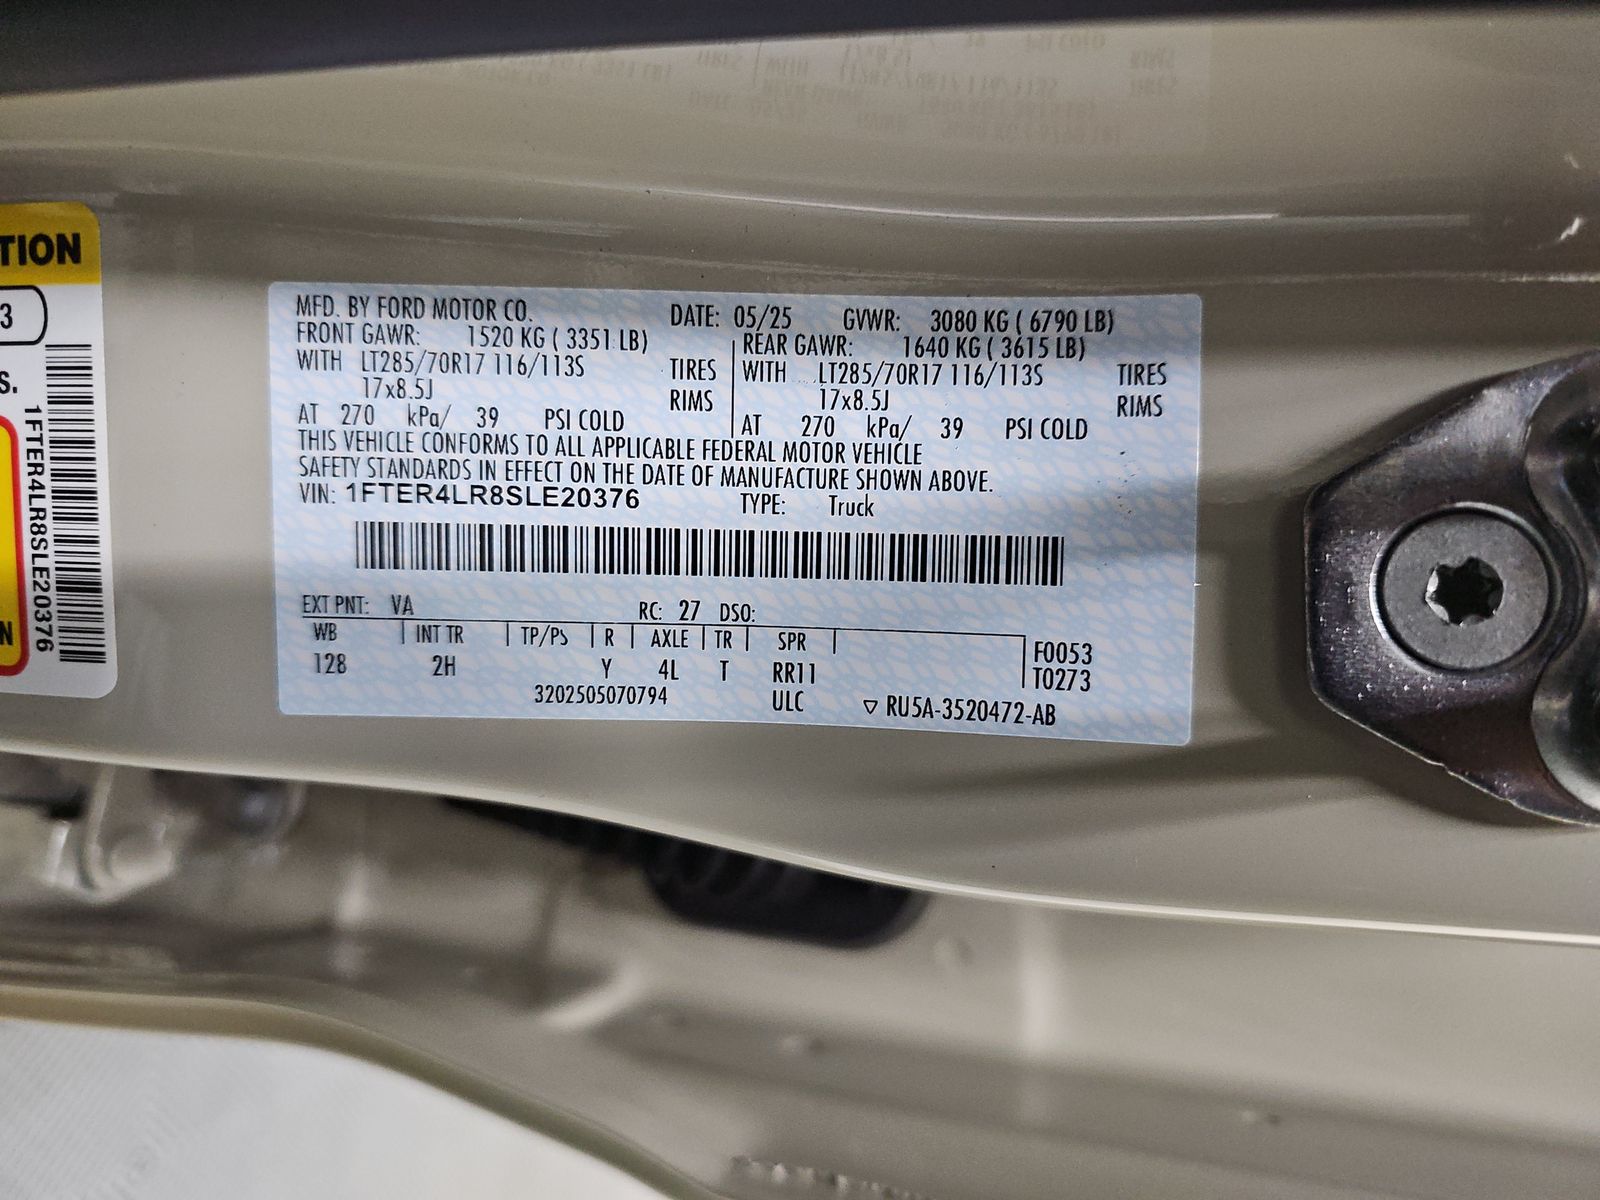 TION
3
S.
1FTER4LR8SLE20376
N
MFD. BY FORD MOTOR CO. DATE: 05/25 GVWR: 3080 KG ( 6790 LB)
FRONT GAWR: 1520 KG ( 3351 LB) REAR GAWR: 1640 KG ( 3615 LB)
WITH LT285/70R17 116/113S TIRES WITH LT285/70R17 116/113S TIRES
17x8.5J RIMS 17x8.5J RIMS
AT 270 kPa/ 39 PSI COLD AT 270 kPa/ 39 PSI COLD
THIS VEHICLE CONFORMS TO ALL APPLICABLE FEDERAL MOTOR VEHICLE
SAFETY STANDARDS IN EFFECT ON THE DATE OF MANUFACTURE SHOWN ABOVE.
VIN: 1FTER4LR8SLE20376 TYPE: Truck
EXT PNT: VA RC: 27 DSO:
WB INT TR TP/PS R AXLE TR SPR F0053
128 2H Y 4L T RR11 T0273
3202505070794 ULC ▽ RU5A-3520472-AB